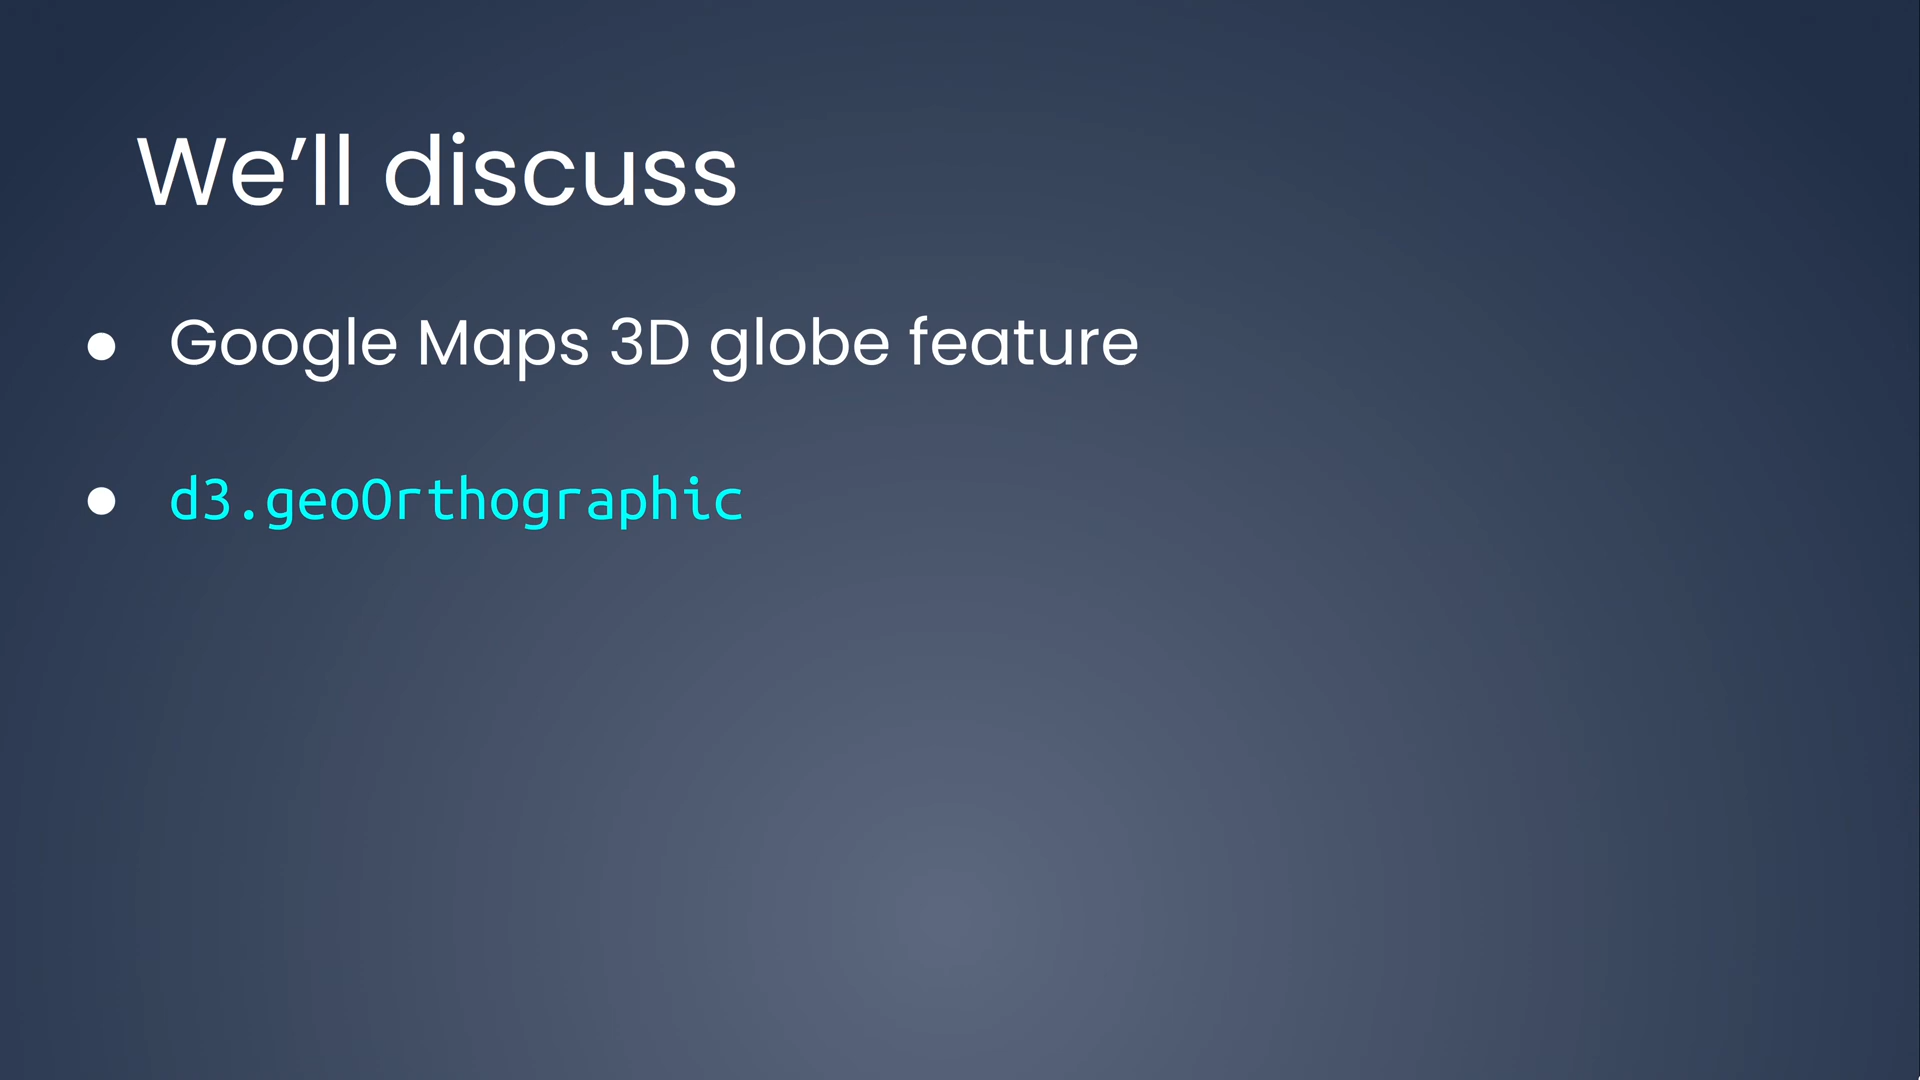 We’ll discuss
● Google Maps 3D globe feature
● d3.geoOrthographic